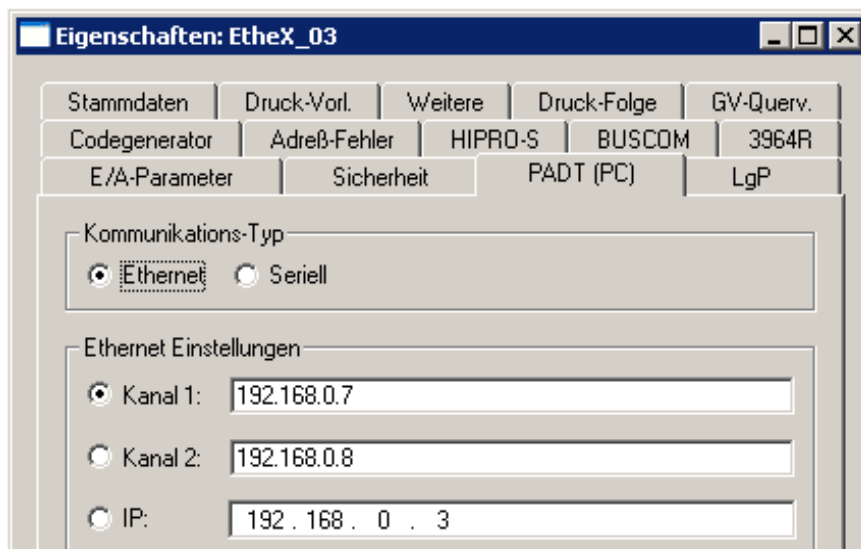 Eigenschaften: EtheX_03
Stammdaten Druck-Vorl. Weitere Druck-Folge GV-Querv.
Codegenerator Adreß-Fehler HIPRO-S BUSCOM 3964R
E/A-Parameter Sicherheit PADT (PC) LgP
Kommunikations-Typ
Ethernet Seriell
Ethernet Einstellungen
Kanal 1: 192.168.0.7
Kanal 2: 192.168.0.8
IP: 192 . 168 . 0 . 3